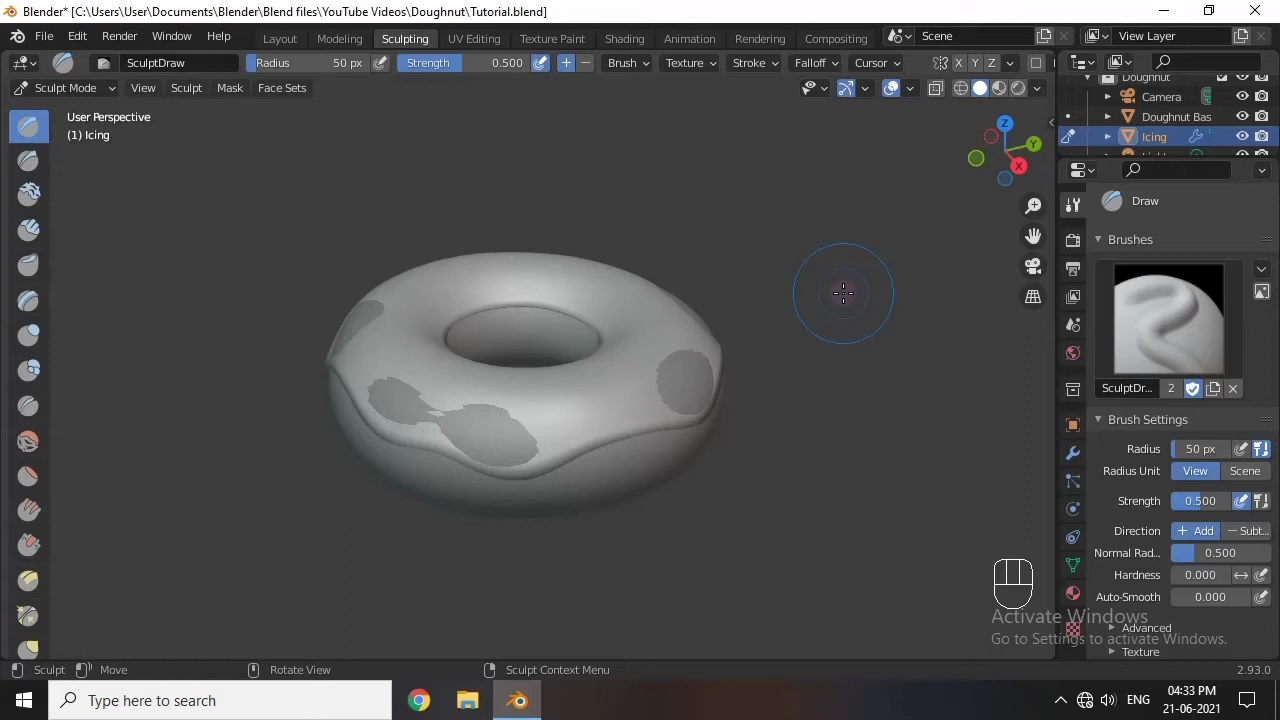 Blender* [C:\Users\User\Documents\Blender\Blend files\YouTube Videos\Doughnut\Tutorial.blend]
File Edit Render Window Help Layout Modeling Sculpting UV Editing Texture Paint Shading Animation Rendering Compositing Scene View Layer
SculptDraw Radius 50 px Strength 0.500 Brush Texture Stroke Falloff Cursor X Y Z
Sculpt Mode View Sculpt Mask Face Sets
User Perspective
(1) Icing
Z
Y
X
Doughnut
Camera
Doughnut Bas
Icing
Draw
Brushes
SculptDr... 2
Brush Settings
Radius 50 px
Radius Unit View Scene
Strength 0.500
Direction + Add − Subt...
Normal Rad... 0.500
Hardness 0.000
Auto-Smooth 0.000
Advanced
Texture
Activate Windows
Go to Settings to activate Windows.
Sculpt Move Rotate View Sculpt Context Menu 2.93.0
Type here to search
ENG
04:33 PM
21-06-2021